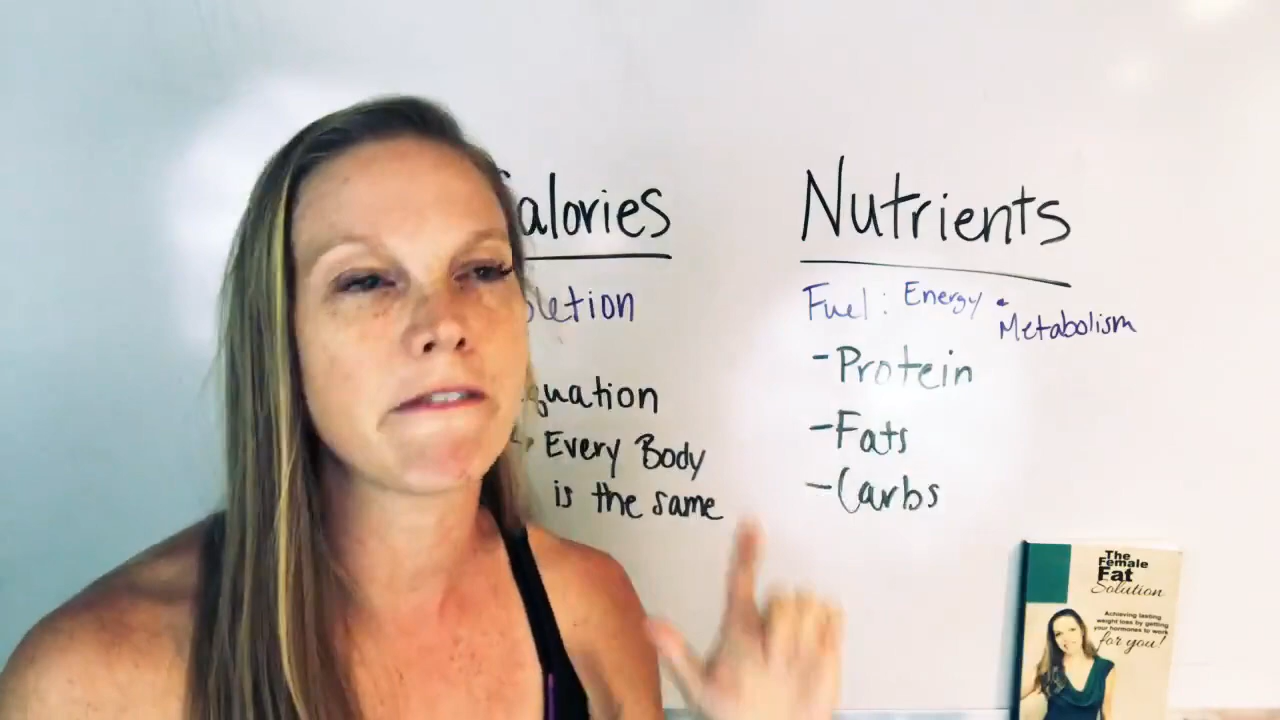 alories
letion
quation
Every Body
is the same
Nutrients
Fuel: Energy •
Metabolism
-Protein
-Fats
-Carbs
The
Female
Fat
Solution
Achieving lasting
weight loss by getting
your hormones to work
for you!